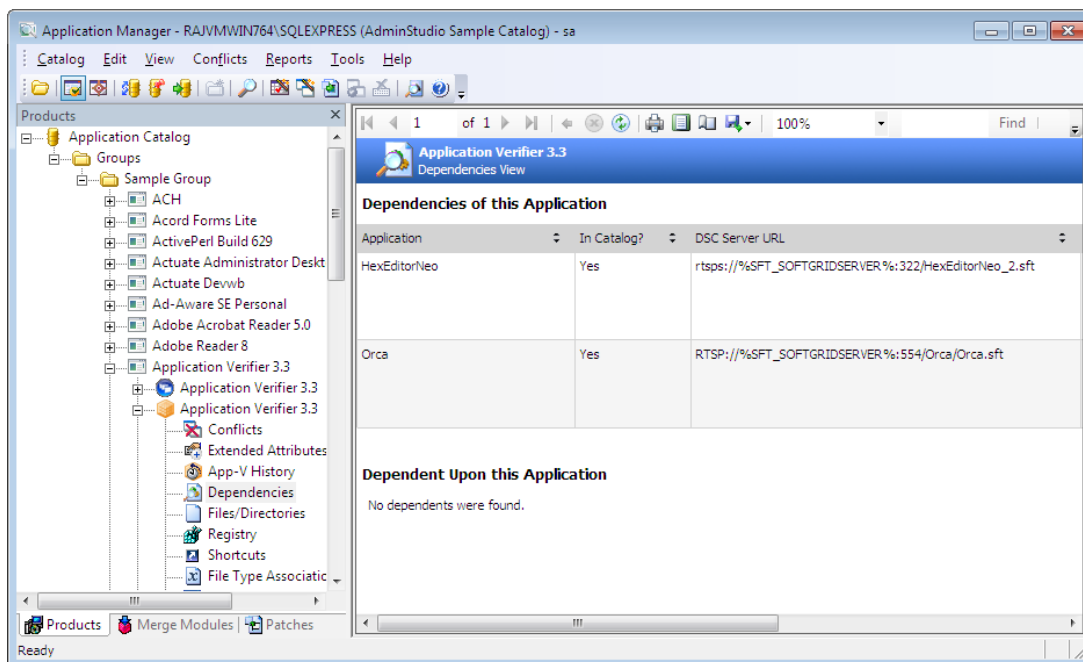 Application Manager - RAJVMWIN764\SQLEXPRESS (AdminStudio Sample Catalog) - sa
Catalog Edit View Conflicts Reports Tools Help
Products
Application Catalog
Groups
Sample Group
ACH
Acord Forms Lite
ActivePerl Build 629
Actuate Administrator Deskt
Actuate Devwb
Ad-Aware SE Personal
Adobe Acrobat Reader 5.0
Adobe Reader 8
Application Verifier 3.3
Application Verifier 3.3
Application Verifier 3.3
Conflicts
Extended Attributes
App-V History
Dependencies
Files/Directories
Registry
Shortcuts
File Type Associatic
Products Merge Modules Patches
1 of 1 100% Find
Application Verifier 3.3
Dependencies View
Dependencies of this Application
Application In Catalog? DSC Server URL
HexEditorNeo Yes rtsps://%SFT_SOFTGRIDSERVER%:322/HexEditorNeo_2.sft
Orca Yes RTSP://%SFT_SOFTGRIDSERVER%:554/Orca/Orca.sft
Dependent Upon this Application
No dependents were found.
Ready